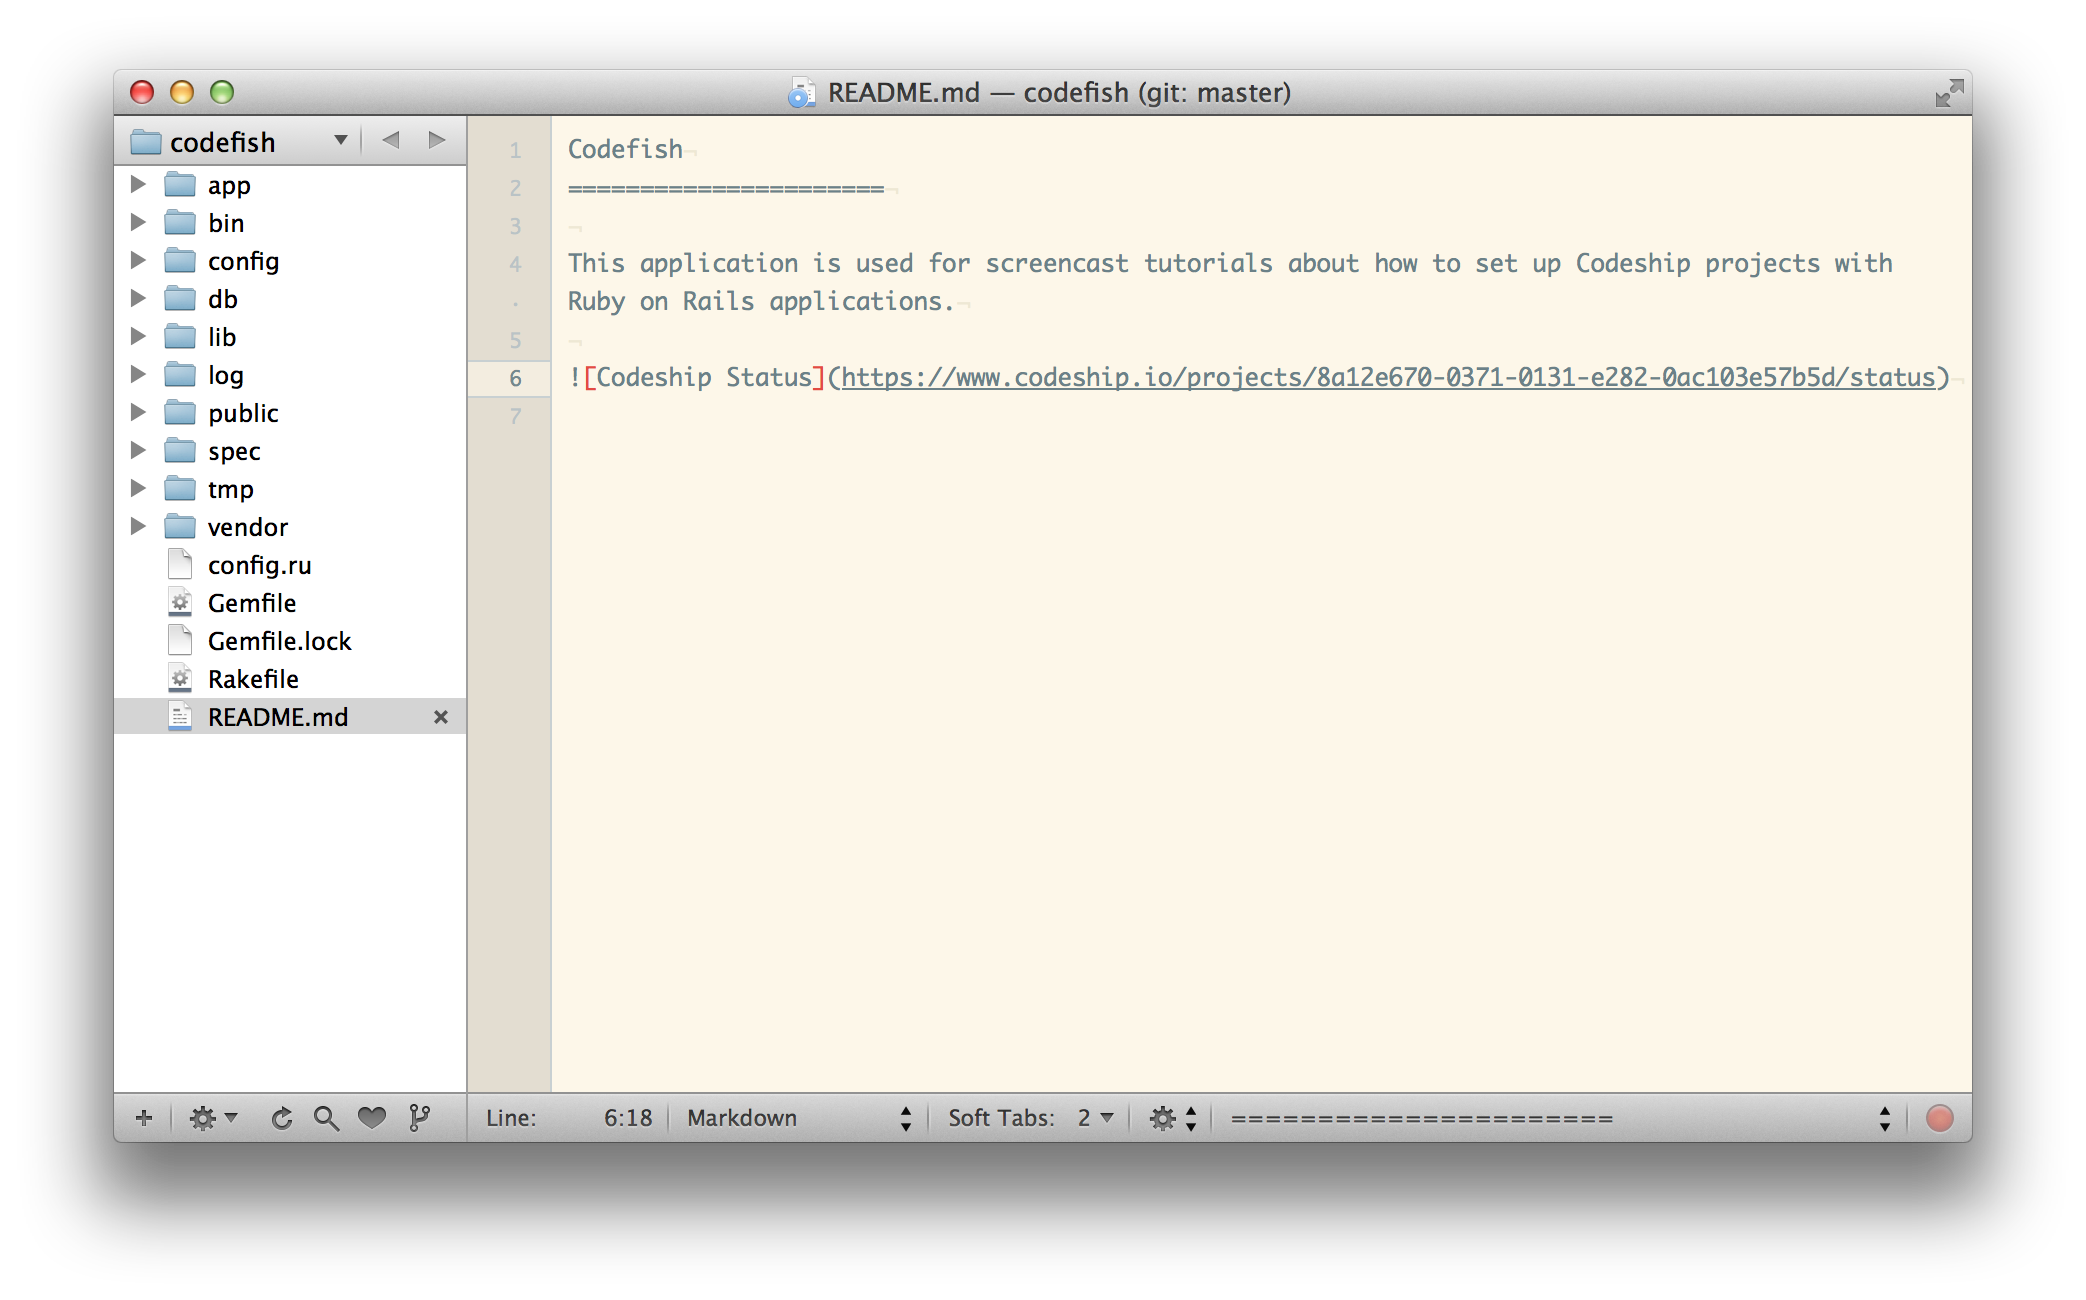 README.md — codefish (git: master)
codefish
app
bin
config
db
lib
log
public
spec
tmp
vendor
config.ru
Gemfile
Gemfile.lock
Rakefile
README.md
1 Codefish¬
2 ======================¬
3 ¬
4 This application is used for screencast tutorials about how to set up Codeship projects with
· Ruby on Rails applications.¬
5 ¬
6 ![Codeship Status](https://www.codeship.io/projects/8a12e670-0371-0131-e282-0ac103e57b5d/status)¬
7
Line: 6:18 Markdown Soft Tabs: 2 ======================